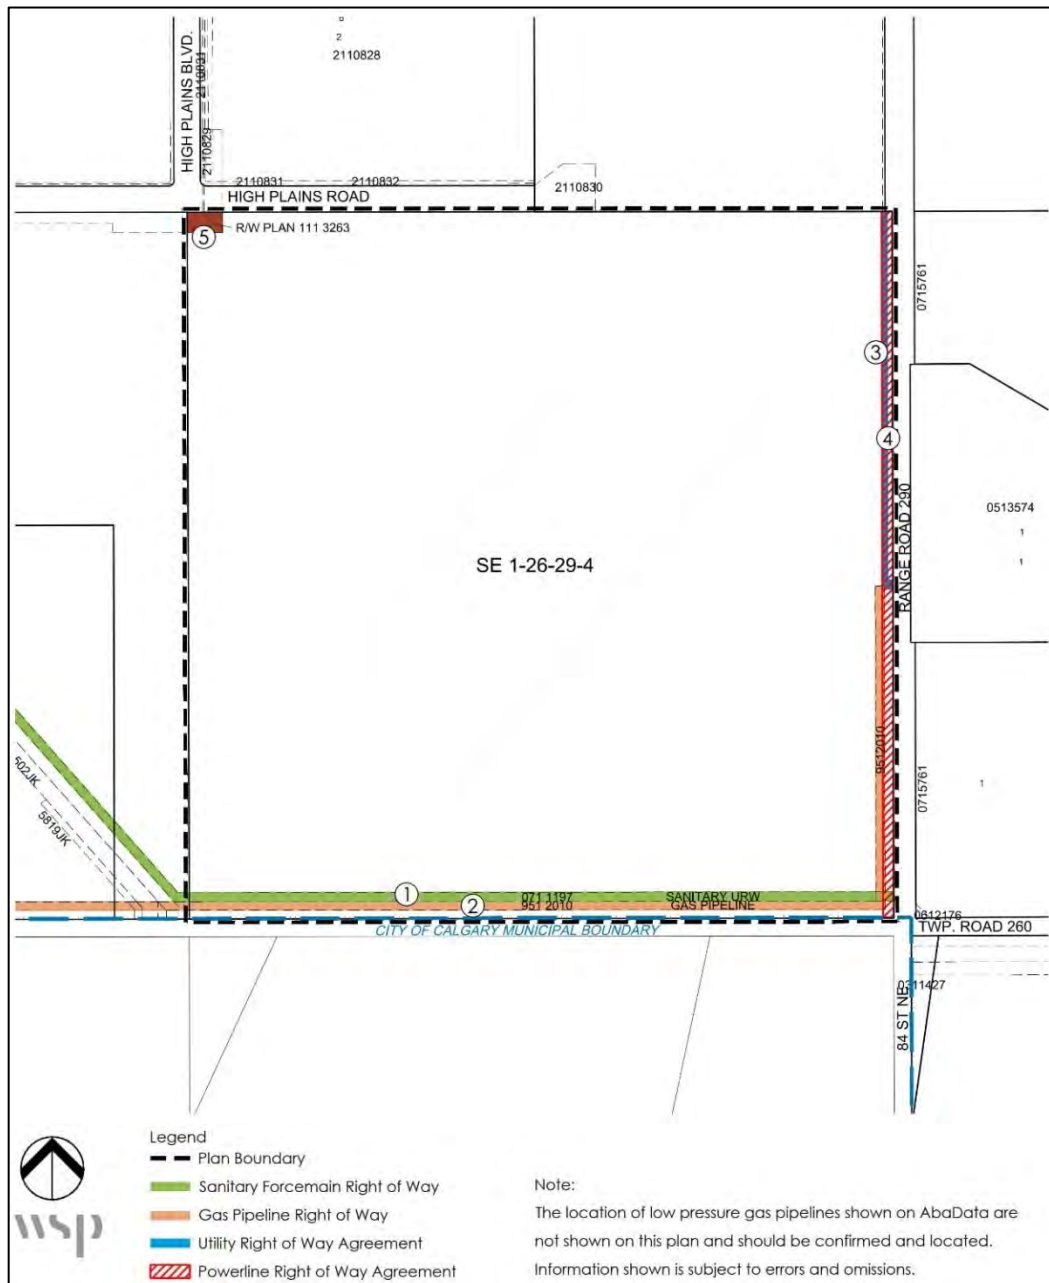 HIGH PLAINS BLVD.
2110831
2110829
2
2110828
2110831
2110832
2110830
HIGH PLAINS ROAD
5
R/W PLAN 111 3263
0715761
3
4
RANGE ROAD 290
0513574
1
1
SE 1-26-29-4
9512010
0715761
1
502JK
5819JK
1
071 1197
SANITARY URW
2
951 2010
GAS PIPELINE
0612176
CITY OF CALGARY MUNICIPAL BOUNDARY
TWP. ROAD 260
0311427
84 ST NE
Legend
Plan Boundary
Sanitary Forcemain Right of Way
Gas Pipeline Right of Way
Utility Right of Way Agreement
Powerline Right of Way Agreement
wsp
Note:
The location of low pressure gas pipelines shown on AbaData are
not shown on this plan and should be confirmed and located.
Information shown is subject to errors and omissions.